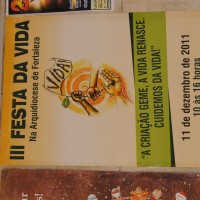 III FESTA DA VIDA
Na Arquidiocese de Fortaleza
VIDA
"A CRIAÇÃO GEME, A VIDA RENASCE.
CUIDEMOS DA VIDA!"
11 de dezembro de 2011
10 às 16 horas